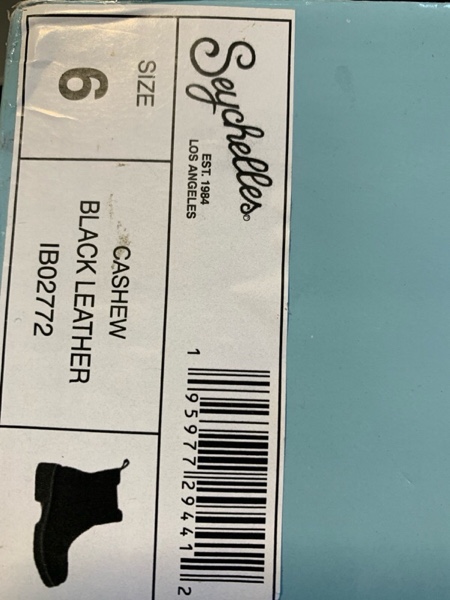 Seychelles®
EST. 1984
LOS ANGELES
1 95977 29441 2
SIZE
6
CASHEW
BLACK LEATHER
IB02772